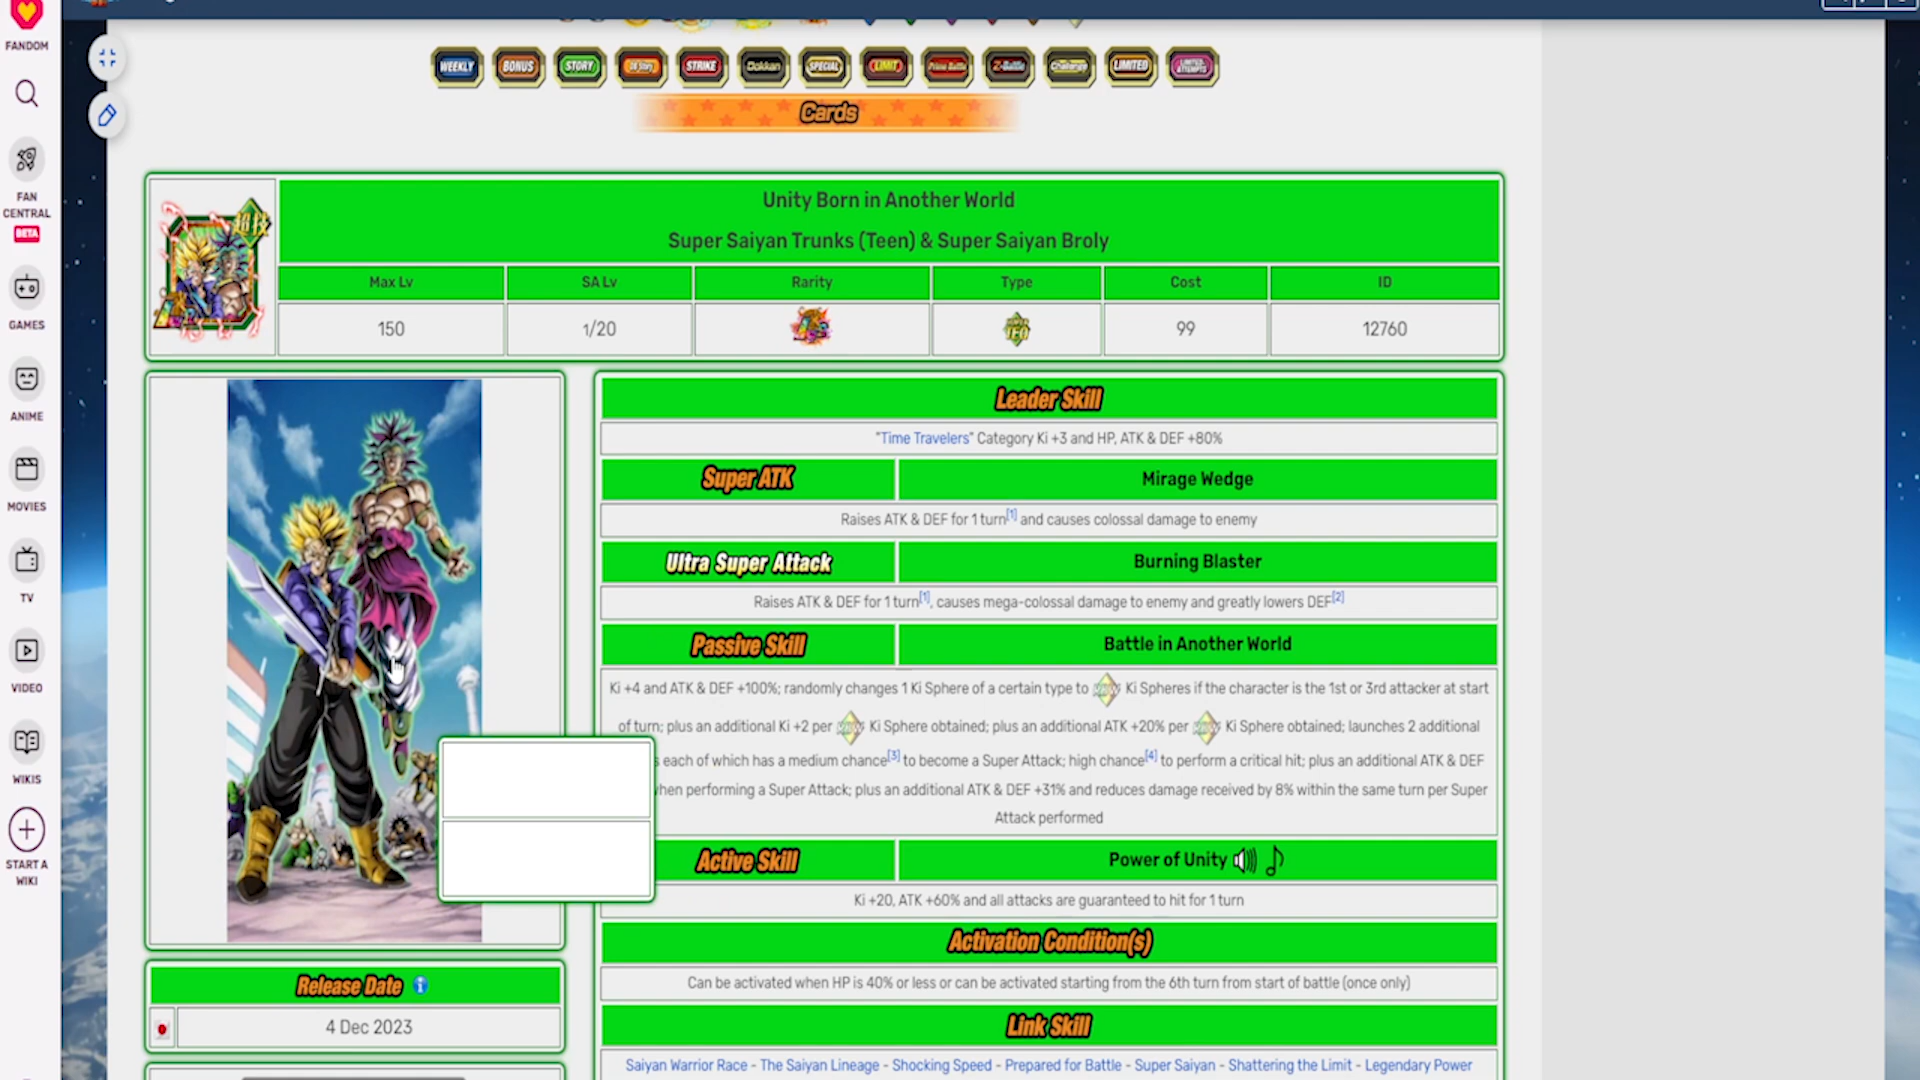 FANDOM
FAN
CENTRAL
BETA
GAMES
ANIME
MOVIES
TV
VIDEO
WIKIS
START A
WIKI
WEEKLY
BONUS
STORY
DB Story
STRIKE
Dokkan
SPECIAL
LIMIT
Prime Battle
Z-Battle
Challenge
LIMITED
LIMITED ATTEMPTS
Cards
Unity Born in Another World
Super Saiyan Trunks (Teen) & Super Saiyan Broly
Max Lv
SA Lv
Rarity
Type
Cost
ID
150
1/20
99
12760
超技
Leader Skill
"Time Travelers" Category Ki +3 and HP, ATK & DEF +80%
Super ATK
Mirage Wedge
Raises ATK & DEF for 1 turn[1] and causes colossal damage to enemy
Ultra Super Attack
Burning Blaster
Raises ATK & DEF for 1 turn[1], causes mega-colossal damage to enemy and greatly lowers DEF[2]
Passive Skill
Battle in Another World
Ki +4 and ATK & DEF +100%; randomly changes 1 Ki Sphere of a certain type to Ki Spheres if the character is the 1st or 3rd attacker at start
of turn; plus an additional Ki +2 per Ki Sphere obtained; plus an additional ATK +20% per Ki Sphere obtained; launches 2 additional
each of which has a medium chance[3] to become a Super Attack; high chance[4] to perform a critical hit; plus an additional ATK & DEF
hen performing a Super Attack; plus an additional ATK & DEF +31% and reduces damage received by 8% within the same turn per Super
Attack performed
Active Skill
Power of Unity
Ki +20, ATK +60% and all attacks are guaranteed to hit for 1 turn
Activation Condition(s)
Can be activated when HP is 40% or less or can be activated starting from the 6th turn from start of battle (once only)
Link Skill
Saiyan Warrior Race - The Saiyan Lineage - Shocking Speed - Prepared for Battle - Super Saiyan - Shattering the Limit - Legendary Power
Release Date
4 Dec 2023